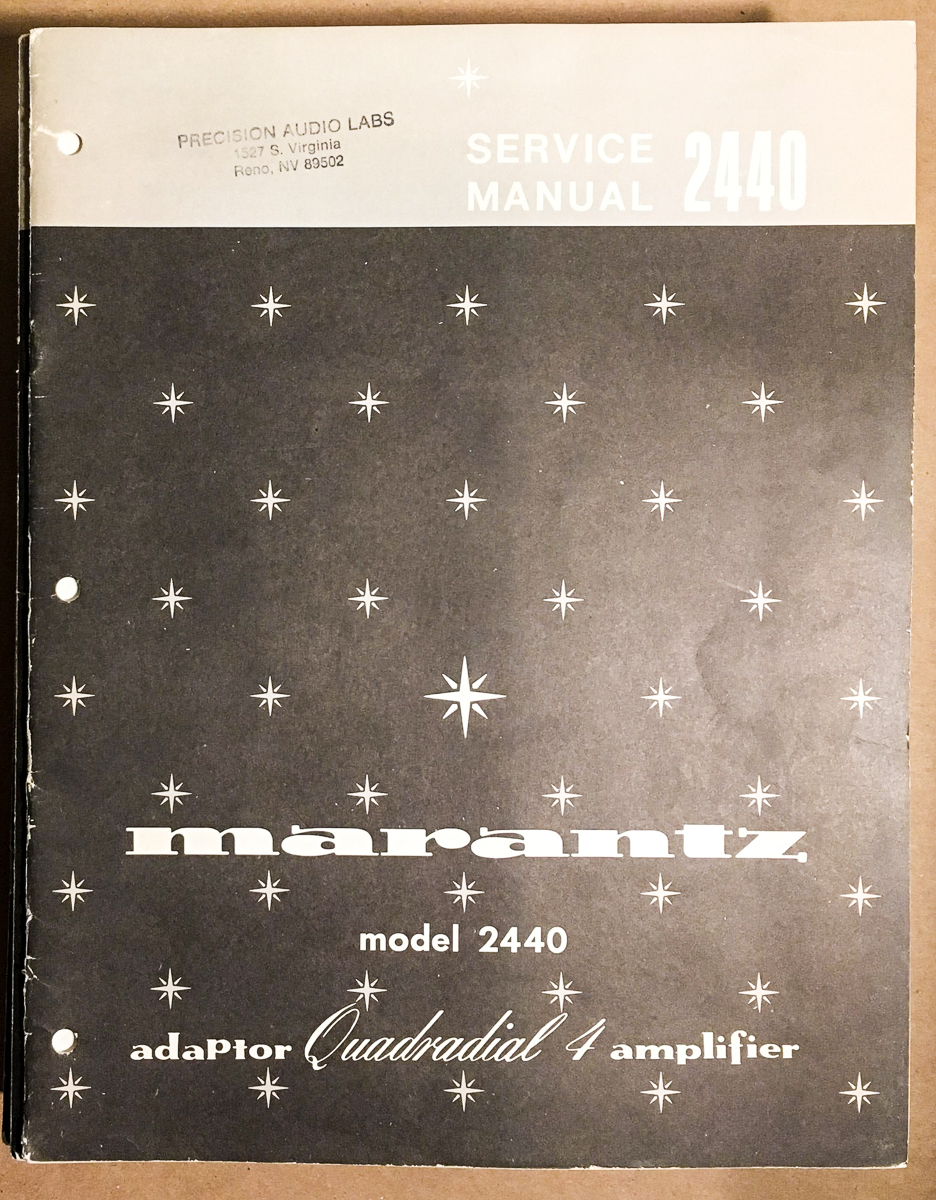 PRECISION AUDIO LABS
1527 S. Virginia
Reno, NV 89502
SERVICE
MANUAL 2440
marantz
model 2440
adaptor Quadradial 4 amplifier